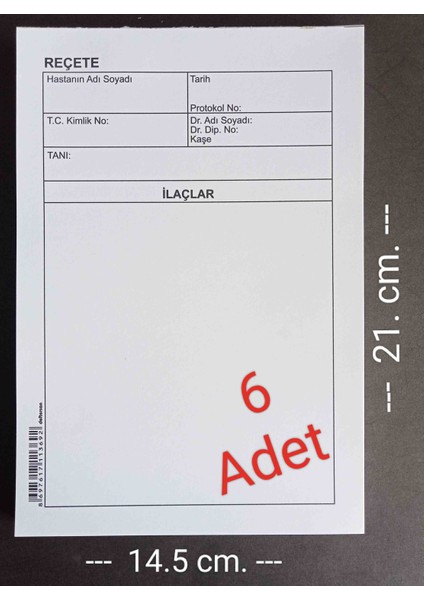 REÇETE
Hastanın Adı Soyadı
Tarih
Protokol No:
T.C. Kimlik No:
Dr. Adı Soyadı:
Dr. Dip. No:
Kaşe
TANI:
İLAÇLAR
6
Adet
--- 21. cm. ---
--- 14.5 cm. ---